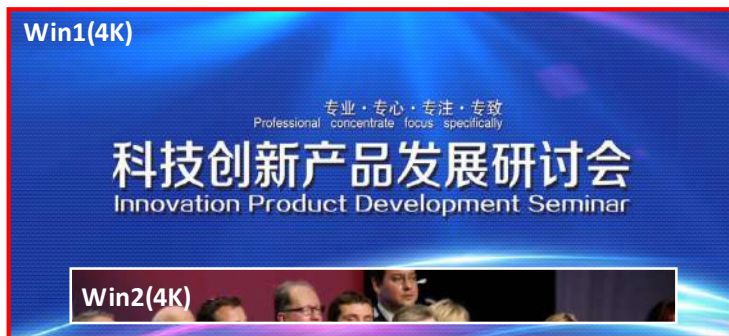 Win1(4K)
专业·专心·专注·专致
Professional concentrate focus specifically
科技创新产品发展研讨会
Innovation Product Development Seminar
Win2(4K)